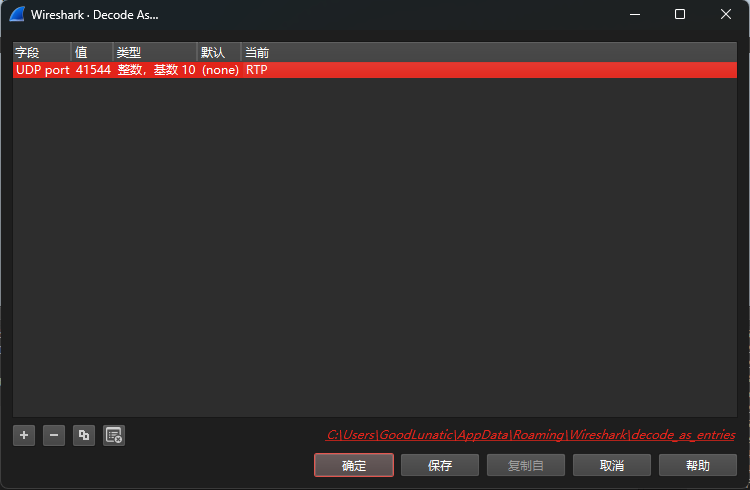 Wireshark · Decode As...
字段 值 类型 默认 当前
UDP port 41544 整数，基数 10 (none) RTP
C:\Users\GoodLunatic\AppData\Roaming\Wireshark\decode_as_entries
确定 保存 复制自 取消 帮助